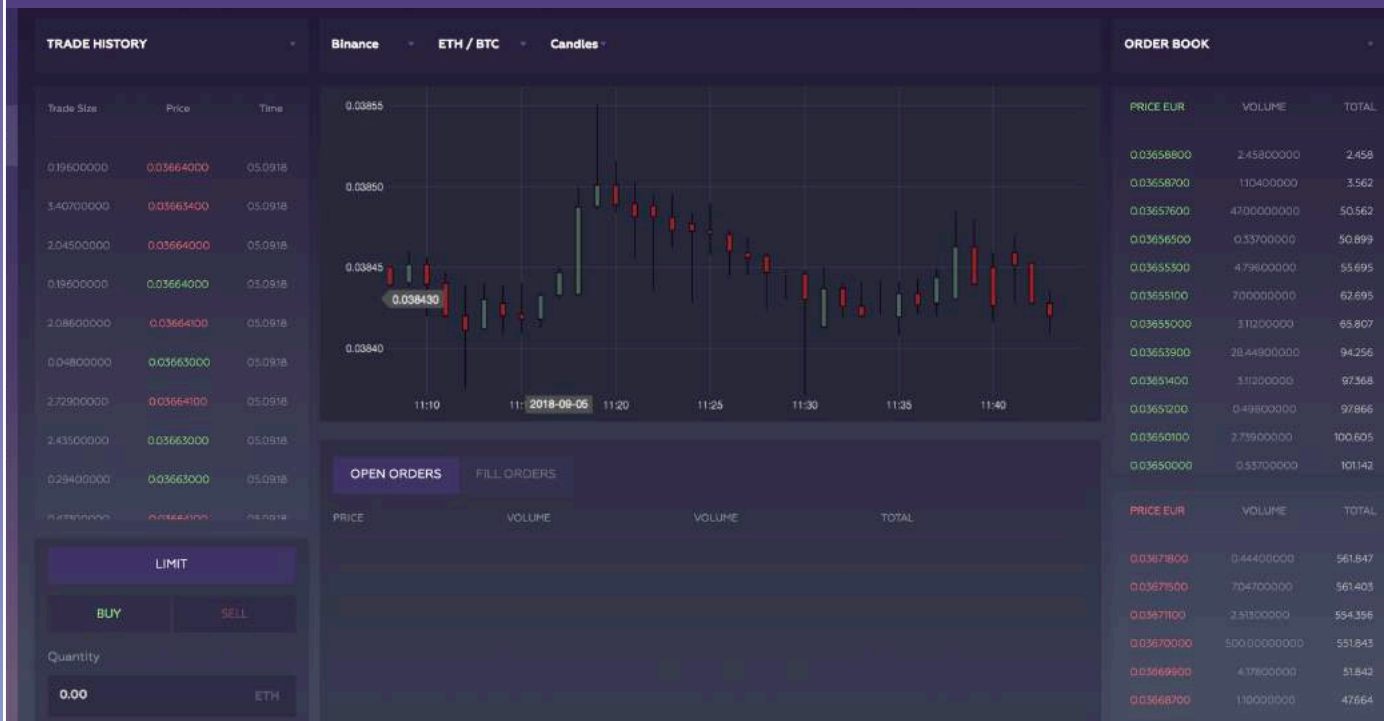 TRADE HISTORY
Binance ETH / BTC Candles
ORDER BOOK
Trade Size Price Time
0.19600000 0.03664000 05.09.18
3.40700000 0.03663400 05.09.18
2.04500000 0.03664000 05.09.18
0.19600000 0.03664000 05.09.18
2.08600000 0.03664100 05.09.18
0.04800000 0.03663000 05.09.18
2.72900000 0.03664100 05.09.18
2.43500000 0.03663000 05.09.18
0.29400000 0.03663000 05.09.18
0.03855
0.03850
0.03845
0.038430
0.03840
11:10 11: 2018-09-05 11:20 11:25 11:30 11:35 11:40
OPEN ORDERS FILL ORDERS
PRICE VOLUME VOLUME TOTAL
LIMIT
BUY SELL
Quantity
0.00 ETH
PRICE EUR VOLUME TOTAL
0.03658800 2.45800000 2.458
0.03658700 1.10400000 3.562
0.03657600 47.00000000 50.562
0.03656500 0.33700000 50.899
0.03655300 4.79600000 55.695
0.03655100 7.00000000 62.695
0.03655000 3.11200000 65.807
0.03653900 28.44900000 94.256
0.03651400 3.11200000 97.368
0.03651200 0.49800000 97.866
0.03650100 2.73900000 100.605
0.03650000 0.53700000 101.142
PRICE EUR VOLUME TOTAL
0.03671800 0.44400000 561.847
0.03671500 7.04700000 561.403
0.03671100 2.51300000 554.356
0.03670000 500.00000000 551.843
0.03669900 4.17800000 51.842
0.03668700 1.10000000 47.664